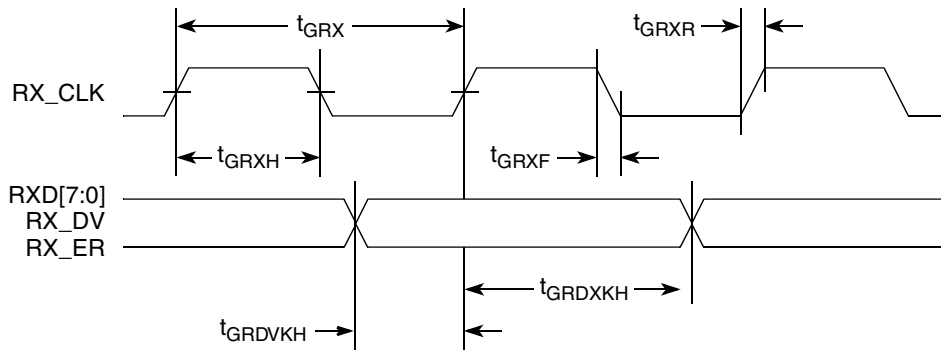 tGRX
tGRXR
RX_CLK
tGRXH
tGRXF
RXD[7:0]
RX_DV
RX_ER
tGRDXKH
tGRDVKH